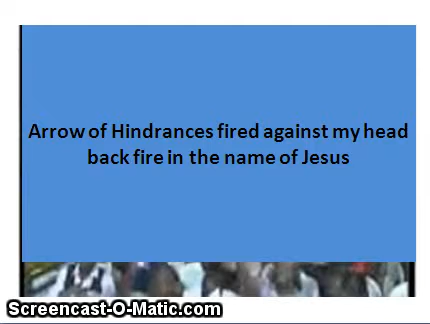 Arrow of Hindrances fired against my head
back fire in the name of Jesus
Screencast-O-Matic.com